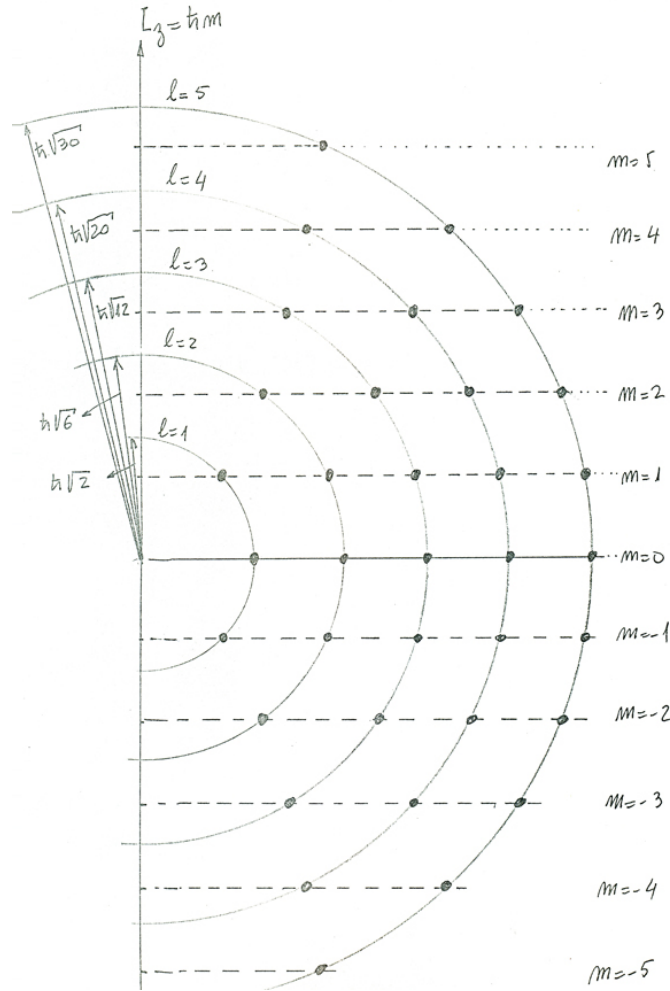 L_z = ħm
l=5
ħ√30
m=5
l=4
ħ√20
m=4
l=3
ħ√12
m=3
l=2
m=2
ħ√6
l=1
ħ√2
m=1
m=0
m=-1
m=-2
m=-3
m=-4
m=-5